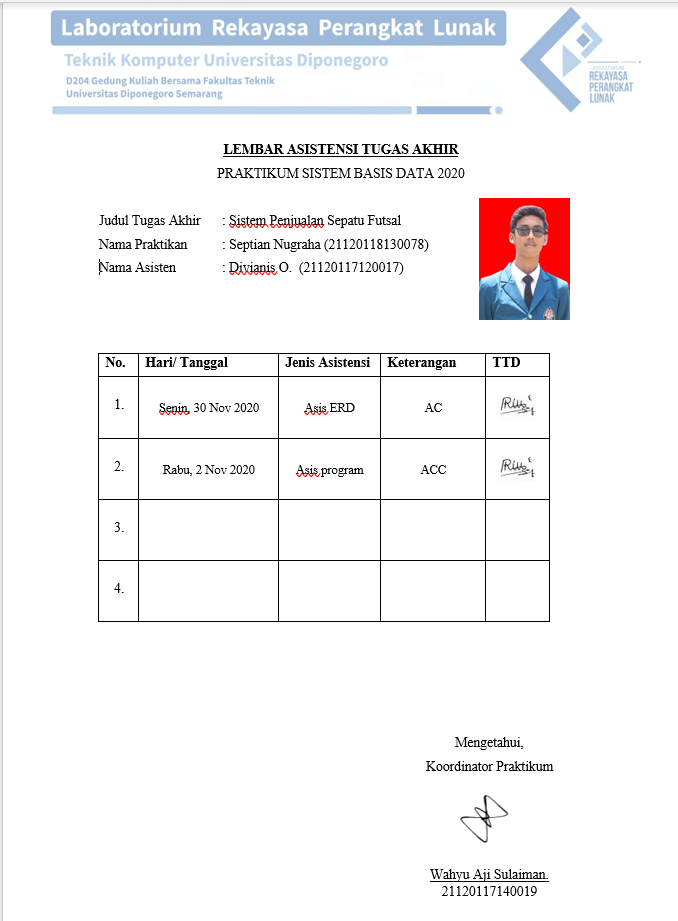 Laboratorium Rekayasa Perangkat Lunak
Teknik Komputer Universitas Diponegoro
D204 Gedung Kuliah Bersama Fakultas Teknik
Universitas Diponegoro Semarang
LABORATORIUM
REKAYASA
PERANGKAT
LUNAK
LEMBAR ASISTENSI TUGAS AKHIR
PRAKTIKUM SISTEM BASIS DATA 2020
Judul Tugas Akhir : Sistem Penjualan Sepatu Futsal
Nama Praktikan : Septian Nugraha (21120118130078)
Nama Asisten : Divianis O. (21120117120017)
No. Hari/ Tanggal Jenis Asistensi Keterangan TTD
1. Senin, 30 Nov 2020 Asis ERD AC
2. Rabu, 2 Nov 2020 Asis program ACC
3.
4.
Mengetahui,
Koordinator Praktikum
Wahyu Aji Sulaiman.
21120117140019